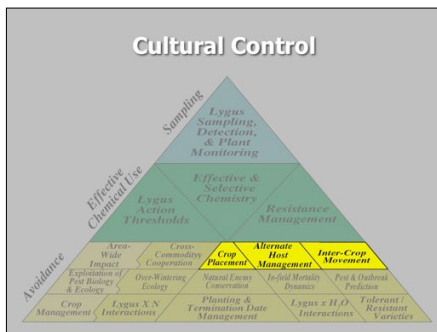 Cultural Control
Sampling
Lygus
Sampling,
Detection,
& Plant
Monitoring
Effective
Chemical Use
Lygus
Action
Thresholds
Effective &
Selective
Chemistry
Resistance
Management
Avoidance
Area-
Wide
Impact
Cross-
Commodity
Cooperation
Crop
Placement
Alternate
Host
Management
Inter-Crop
Movement
Exploitation of
Pest Biology
& Ecology
Over-Wintering
Ecology
Natural Enemy
Conservation
In-field Mortality
Dynamics
Pest & Outbreak
Prediction
Crop
Management
Lygus X N
Interactions
Planting &
Termination Date
Management
Lygus x H2O
Interactions
Tolerant /
Resistant
Varieties